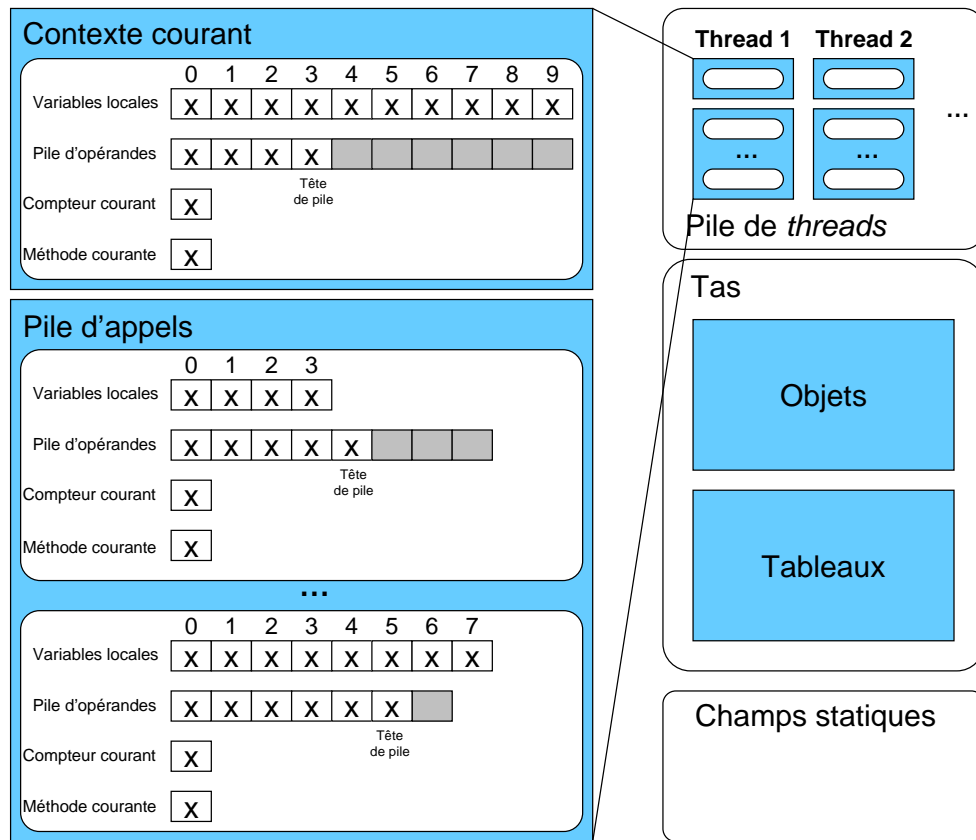 Contexte courant
0 1 2 3 4 5 6 7 8 9
Variables locales x x x x x x x x x x
Pile d'opérandes x x x x
Tête
de pile
Compteur courant x
Méthode courante x
Pile d'appels
0 1 2 3
Variables locales x x x x
Pile d'opérandes x x x x x
Tête
de pile
Compteur courant x
Méthode courante x
...
0 1 2 3 4 5 6 7
Variables locales x x x x x x x x
Pile d'opérandes x x x x x x
Tête
de pile
Compteur courant x
Méthode courante x
Thread 1 Thread 2
...
... ...
Pile de threads
Tas
Objets
Tableaux
Champs statiques